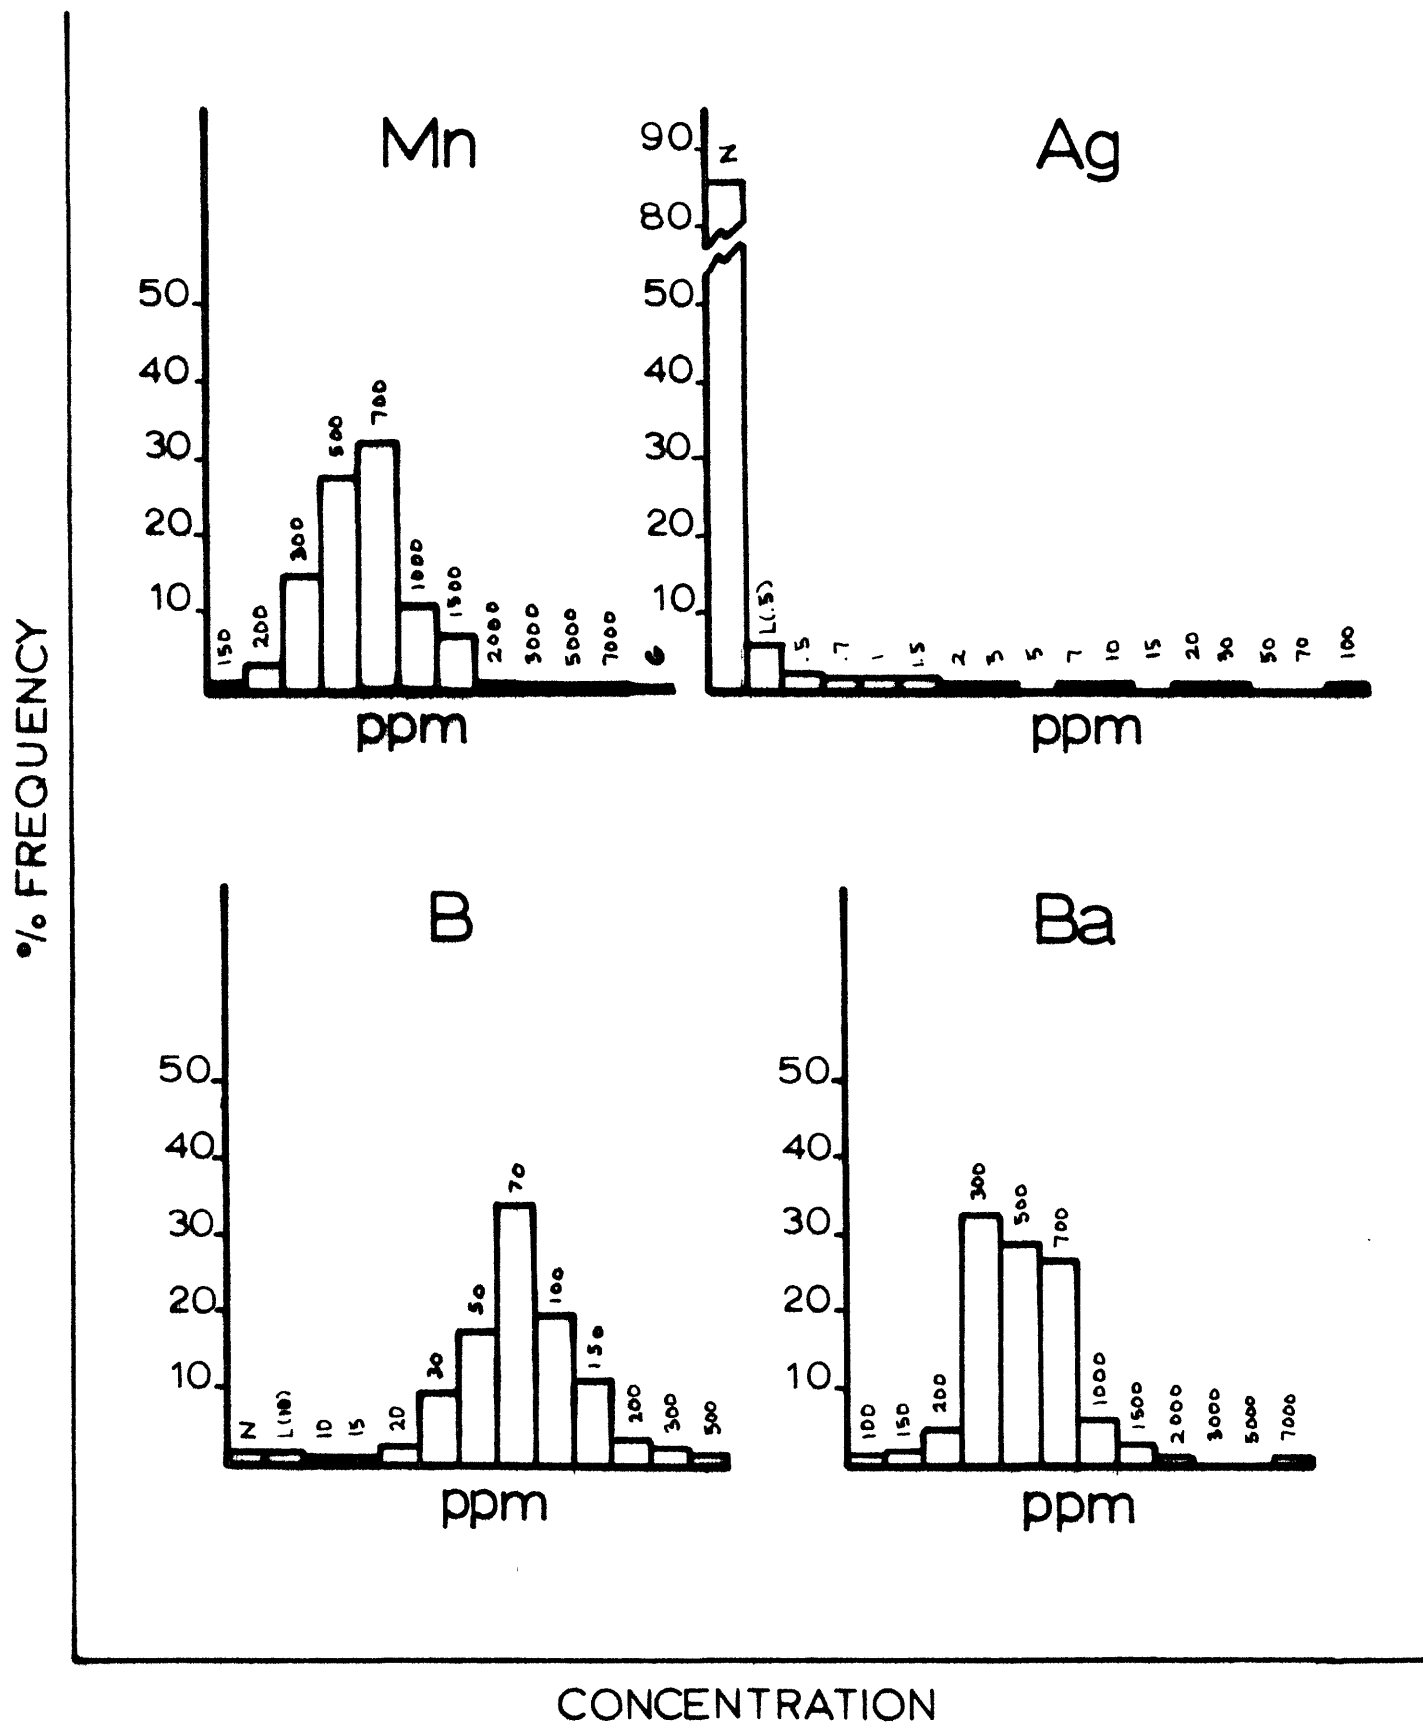 % FREQUENCY
Mn
50
40
30
20
10
150 200 300 500 700 1000 1500 2000 3000 5000 7000 G
ppm
Ag
90
80
50
40
30
20
10
N L(.5) .5 .7 1 1.5 2 3 5 7 10 15 20 30 50 70 100
ppm
B
50
40
30
20
10
N L(10) 10 15 20 30 50 70 100 150 200 300 500
ppm
Ba
50
40
30
20
10
100 150 200 300 500 700 1000 1500 2000 3000 5000 7000
ppm
CONCENTRATION